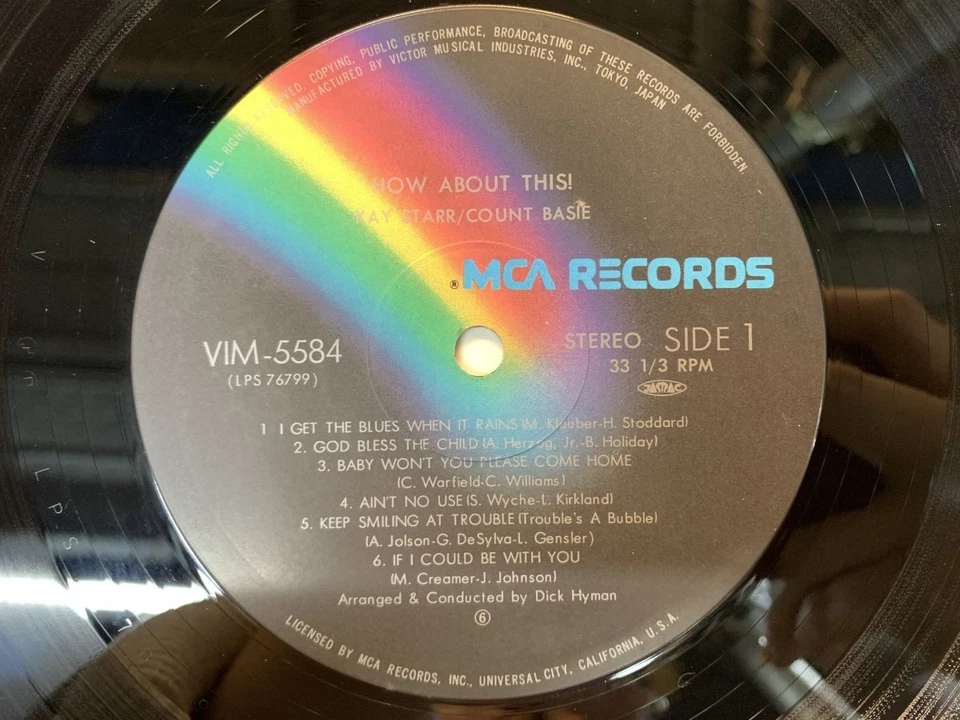 ALL RIGHTS RESERVED, COPYING, PUBLIC PERFORMANCE, BROADCASTING OF THESE RECORDS ARE FORBIDDEN.
MANUFACTURED BY VICTOR MUSICAL INDUSTRIES, INC., TOKYO, JAPAN
HOW ABOUT THIS!
KAY STARR/COUNT BASIE
® MCA RECORDS
VIM-5584
(LPS 76799)
STEREO SIDE 1
33 1/3 RPM
JASRAC
1 I GET THE BLUES WHEN IT RAINS (M. Klauber-H. Stoddard)
2. GOD BLESS THE CHILD (A. Herzog, Jr.-B. Holiday)
3. BABY WON'T YOU PLEASE COME HOME
(C. Warfield-C. Williams)
4. AIN'T NO USE (S. Wyche-L. Kirkland)
5. KEEP SMILING AT TROUBLE (Trouble's A Bubble)
(A. Jolson-G. DeSylva-L. Gensler)
6. IF I COULD BE WITH YOU
(M. Creamer-J. Johnson)
Arranged & Conducted by Dick Hyman
⑥
LICENSED BY MCA RECORDS, INC., UNIVERSAL CITY, CALIFORNIA, U.S.A.